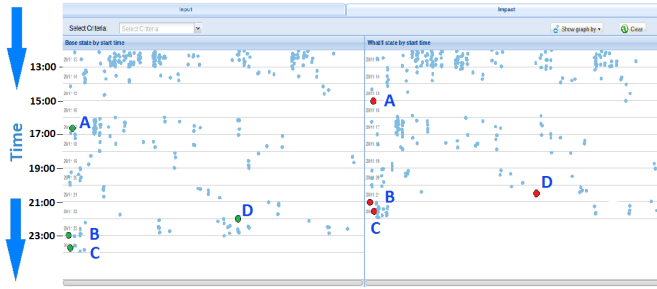 Input
Impact
Select Criteria:
Select Criteria
Show graph by
Clear
Base state by start time
What if state by start time
Time
13:00
15:00
17:00
19:00
21:00
23:00
A
B
C
D
A
B
C
D